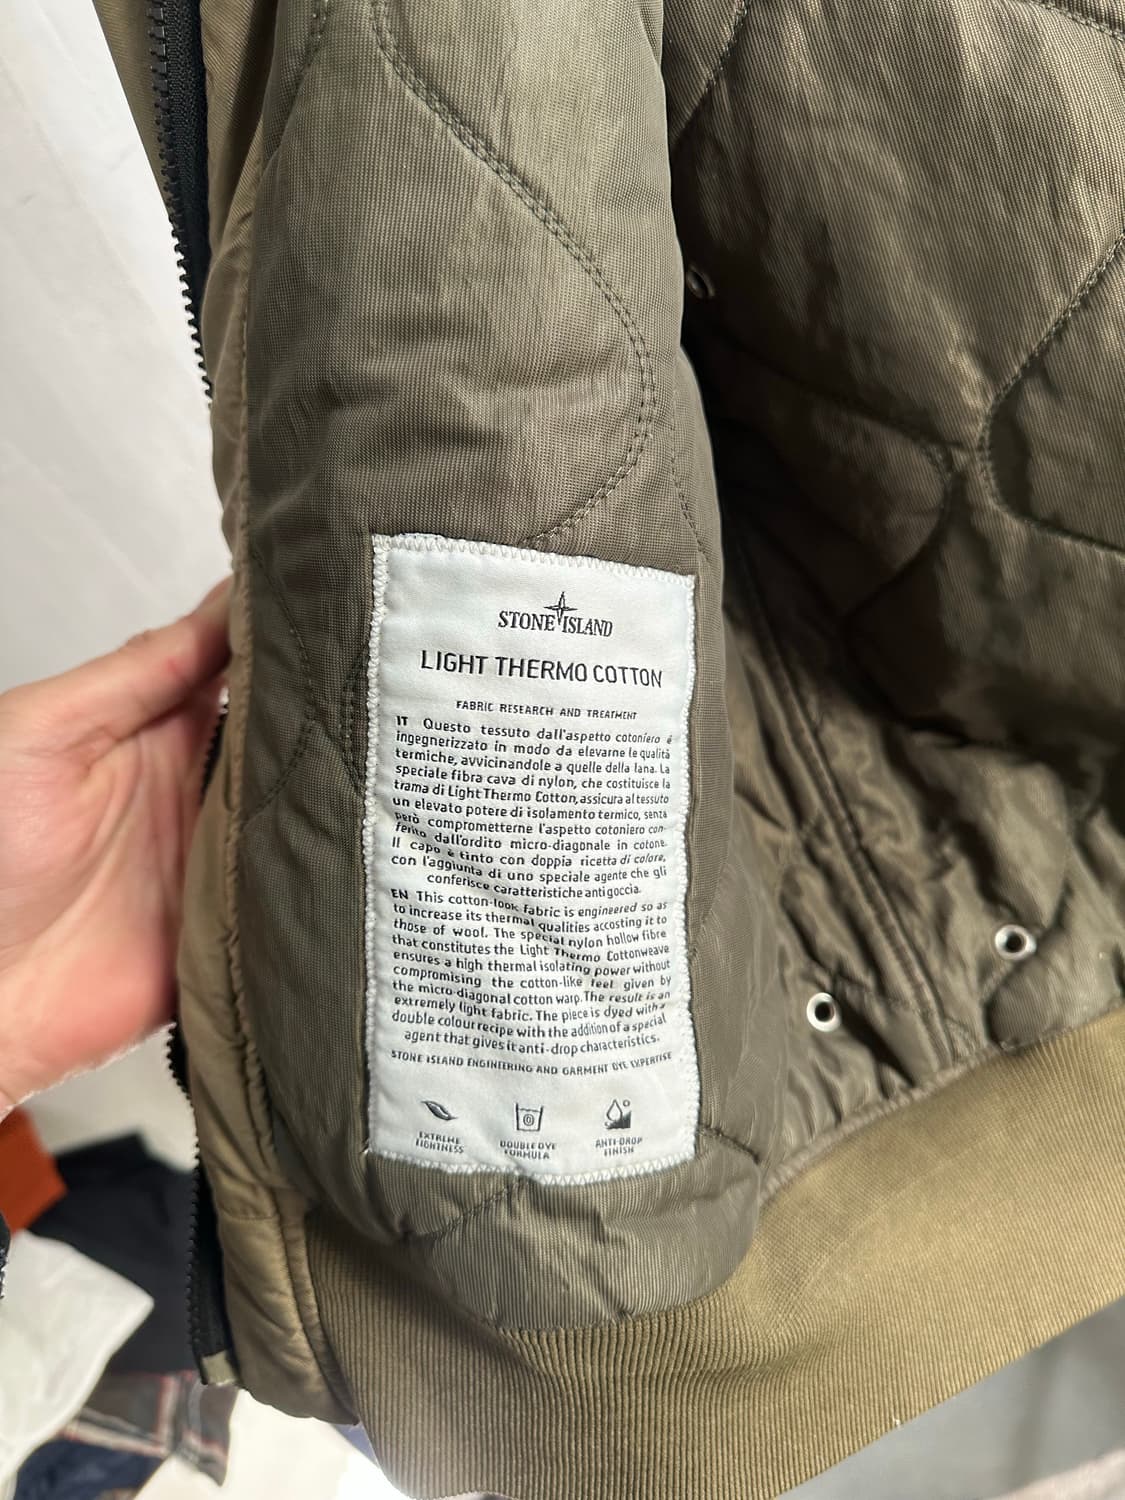 STONE ISLAND
LIGHT THERMO COTTON
FABRIC RESEARCH AND TREATMENT
IT Questo tessuto dall'aspetto cotoniero è
ingegnerizzato in modo da elevarne le qualità
termiche, avvicinandole a quelle della lana. La
speciale fibra cava di nylon, che costituisce la
trama di Light Thermo Cotton, assicura al tessuto
un elevato potere di isolamento termico, senza
però comprometterne l'aspetto cotoniero con-
ferito dall'ordito micro-diagonale in cotone.
Il capo è tinto con doppia ricetta di colore,
con l'aggiunta di uno speciale agente che gli
conferisce caratteristiche anti goccia.
EN This cotton-look fabric is engineered so as
to increase its thermal qualities accosting it to
those of wool. The special nylon hollow fibre
that constitutes the Light Thermo Cottonweave
ensures a high thermal isolating power without
compromising the cotton-like feel given by
the micro-diagonal cotton warp. The result is an
extremely light fabric. The piece is dyed with a
double colour recipe with the addition of a special
agent that gives it anti-drop characteristics.
STONE ISLAND ENGINEERING AND GARMENT DYE EXPERTISE
EXTREME
LIGHTNESS
DOUBLE DYE
FORMULA
ANTI-DROP
FINISH